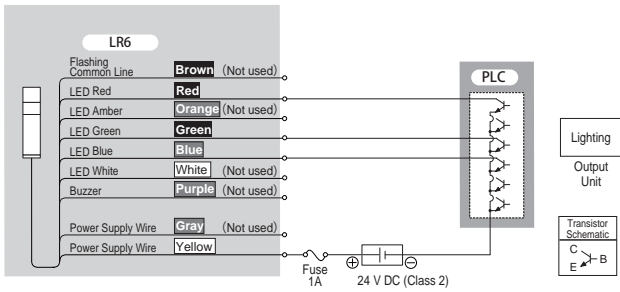 LR6
Flashing
Common Line Brown (Not used)
LED Red Red
LED Amber Orange (Not used)
LED Green Green
LED Blue Blue
LED White White (Not used)
Buzzer Purple (Not used)
Power Supply Wire Gray (Not used)
Power Supply Wire Yellow
Fuse
1A
24 V DC (Class 2)
PLC
Lighting
Output
Unit
Transistor
Schematic
C
B
E